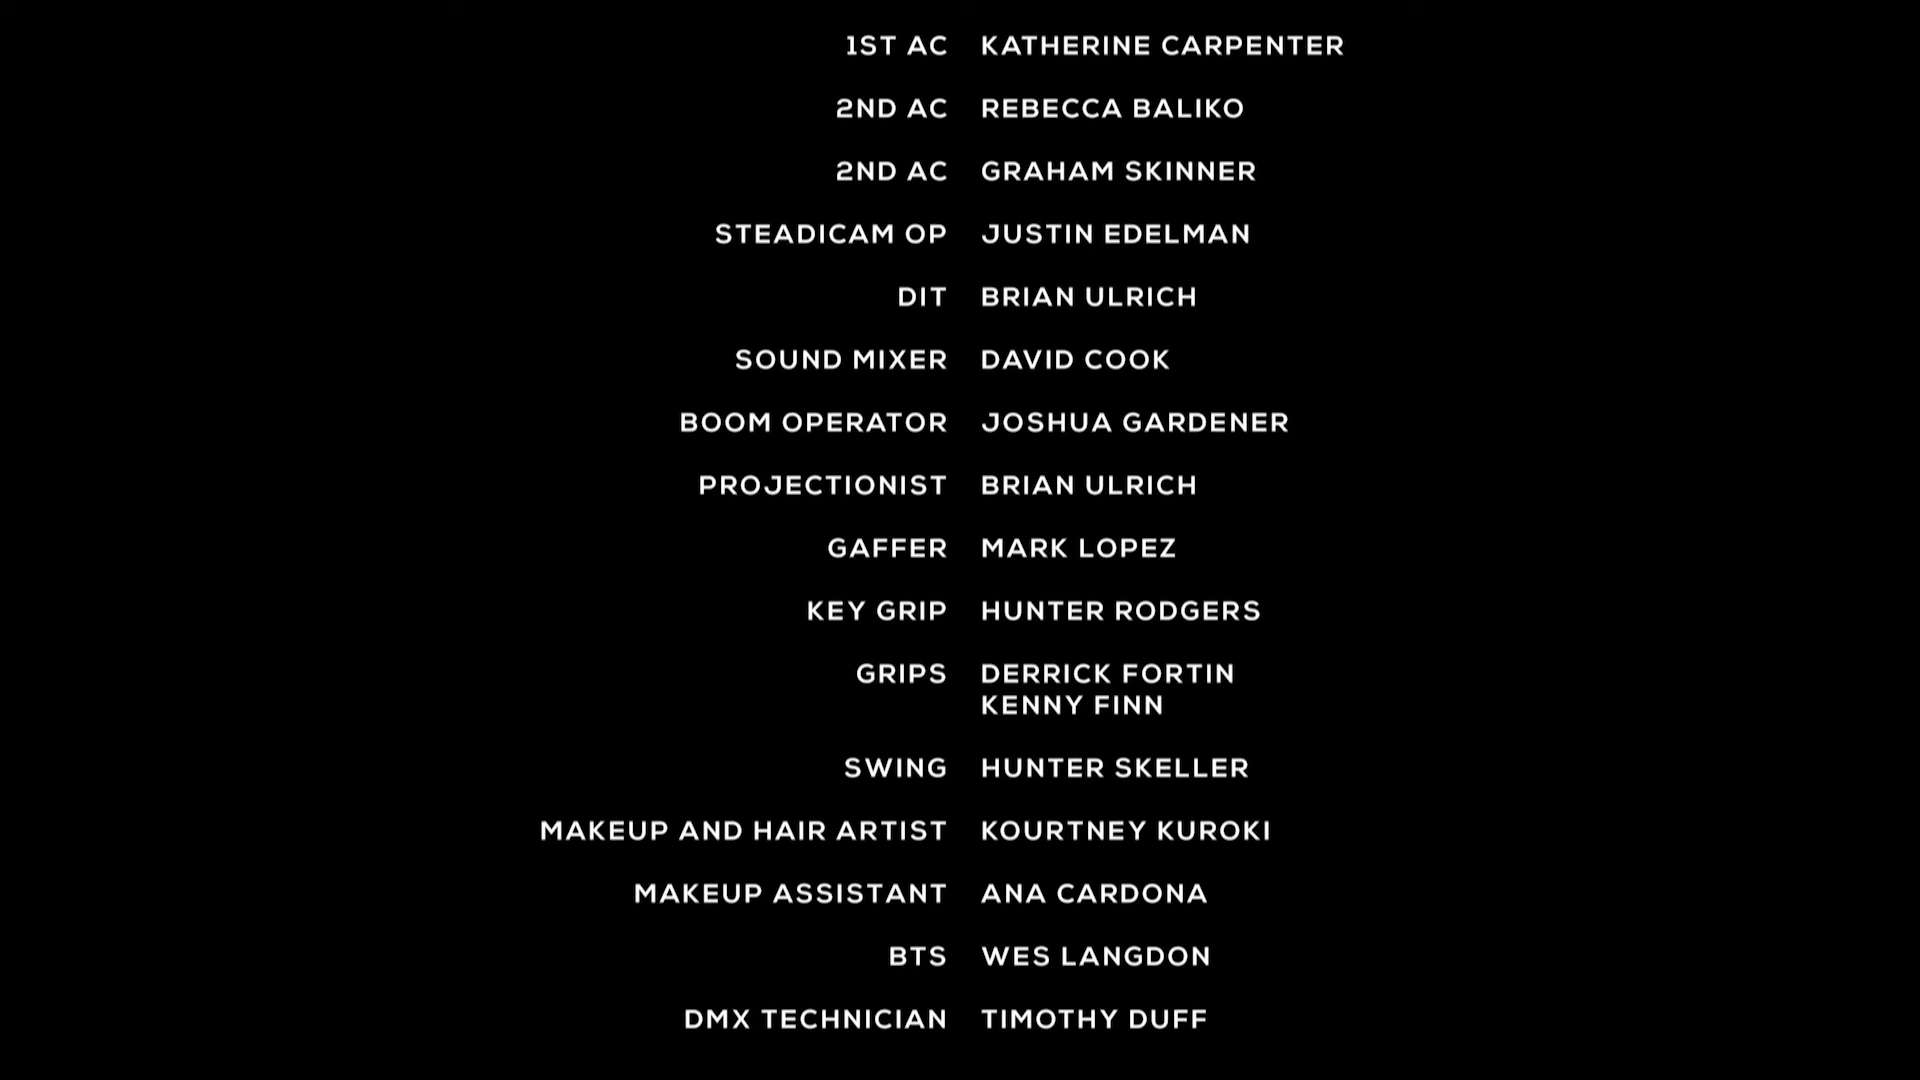 1ST AC KATHERINE CARPENTER
2ND AC REBECCA BALIKO
2ND AC GRAHAM SKINNER
STEADICAM OP JUSTIN EDELMAN
DIT BRIAN ULRICH
SOUND MIXER DAVID COOK
BOOM OPERATOR JOSHUA GARDENER
PROJECTIONIST BRIAN ULRICH
GAFFER MARK LOPEZ
KEY GRIP HUNTER RODGERS
GRIPS DERRICK FORTIN
KENNY FINN
SWING HUNTER SKELLER
MAKEUP AND HAIR ARTIST KOURTNEY KUROKI
MAKEUP ASSISTANT ANA CARDONA
BTS WES LANGDON
DMX TECHNICIAN TIMOTHY DUFF